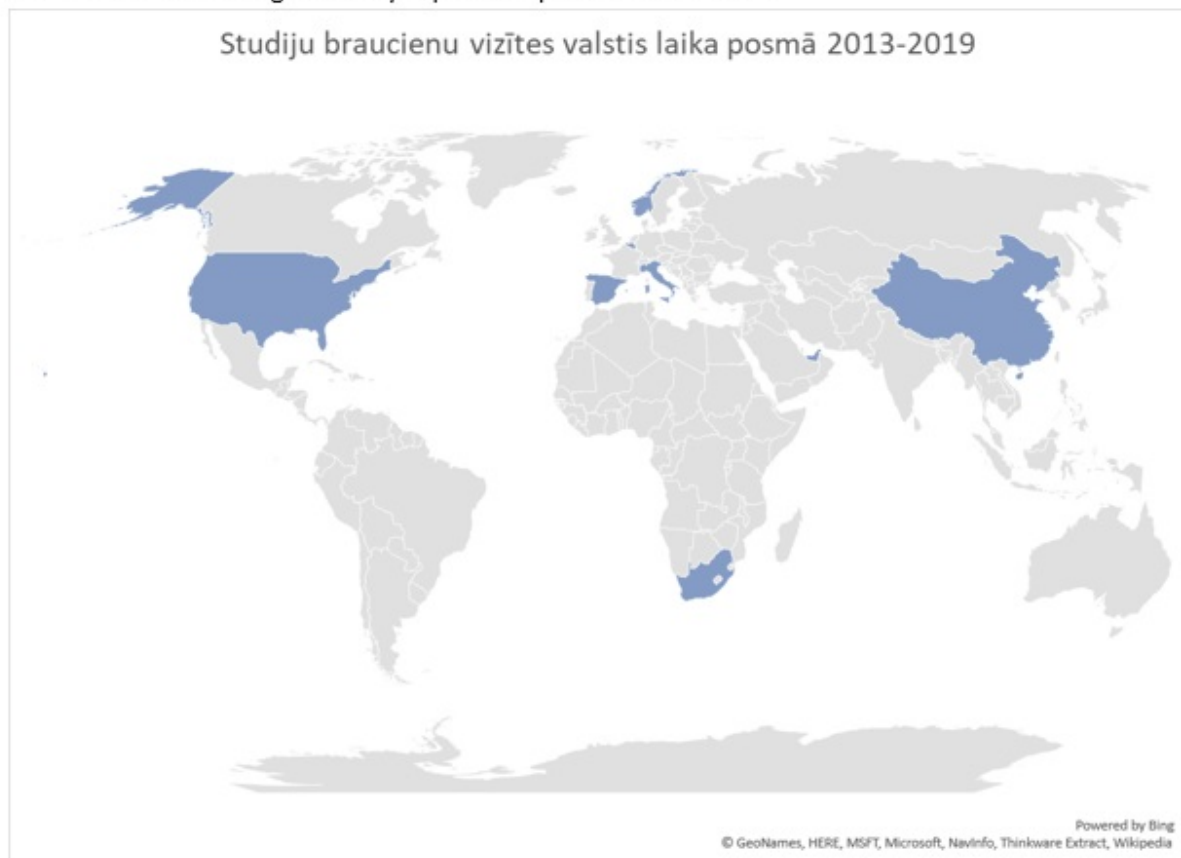 Studiju braucienu vizītes valstis laika posmā 2013-2019
Powered by Bing
© GeoNames, HERE, MSFT, Microsoft, NavInfo, Thinkware Extract, Wikipedia